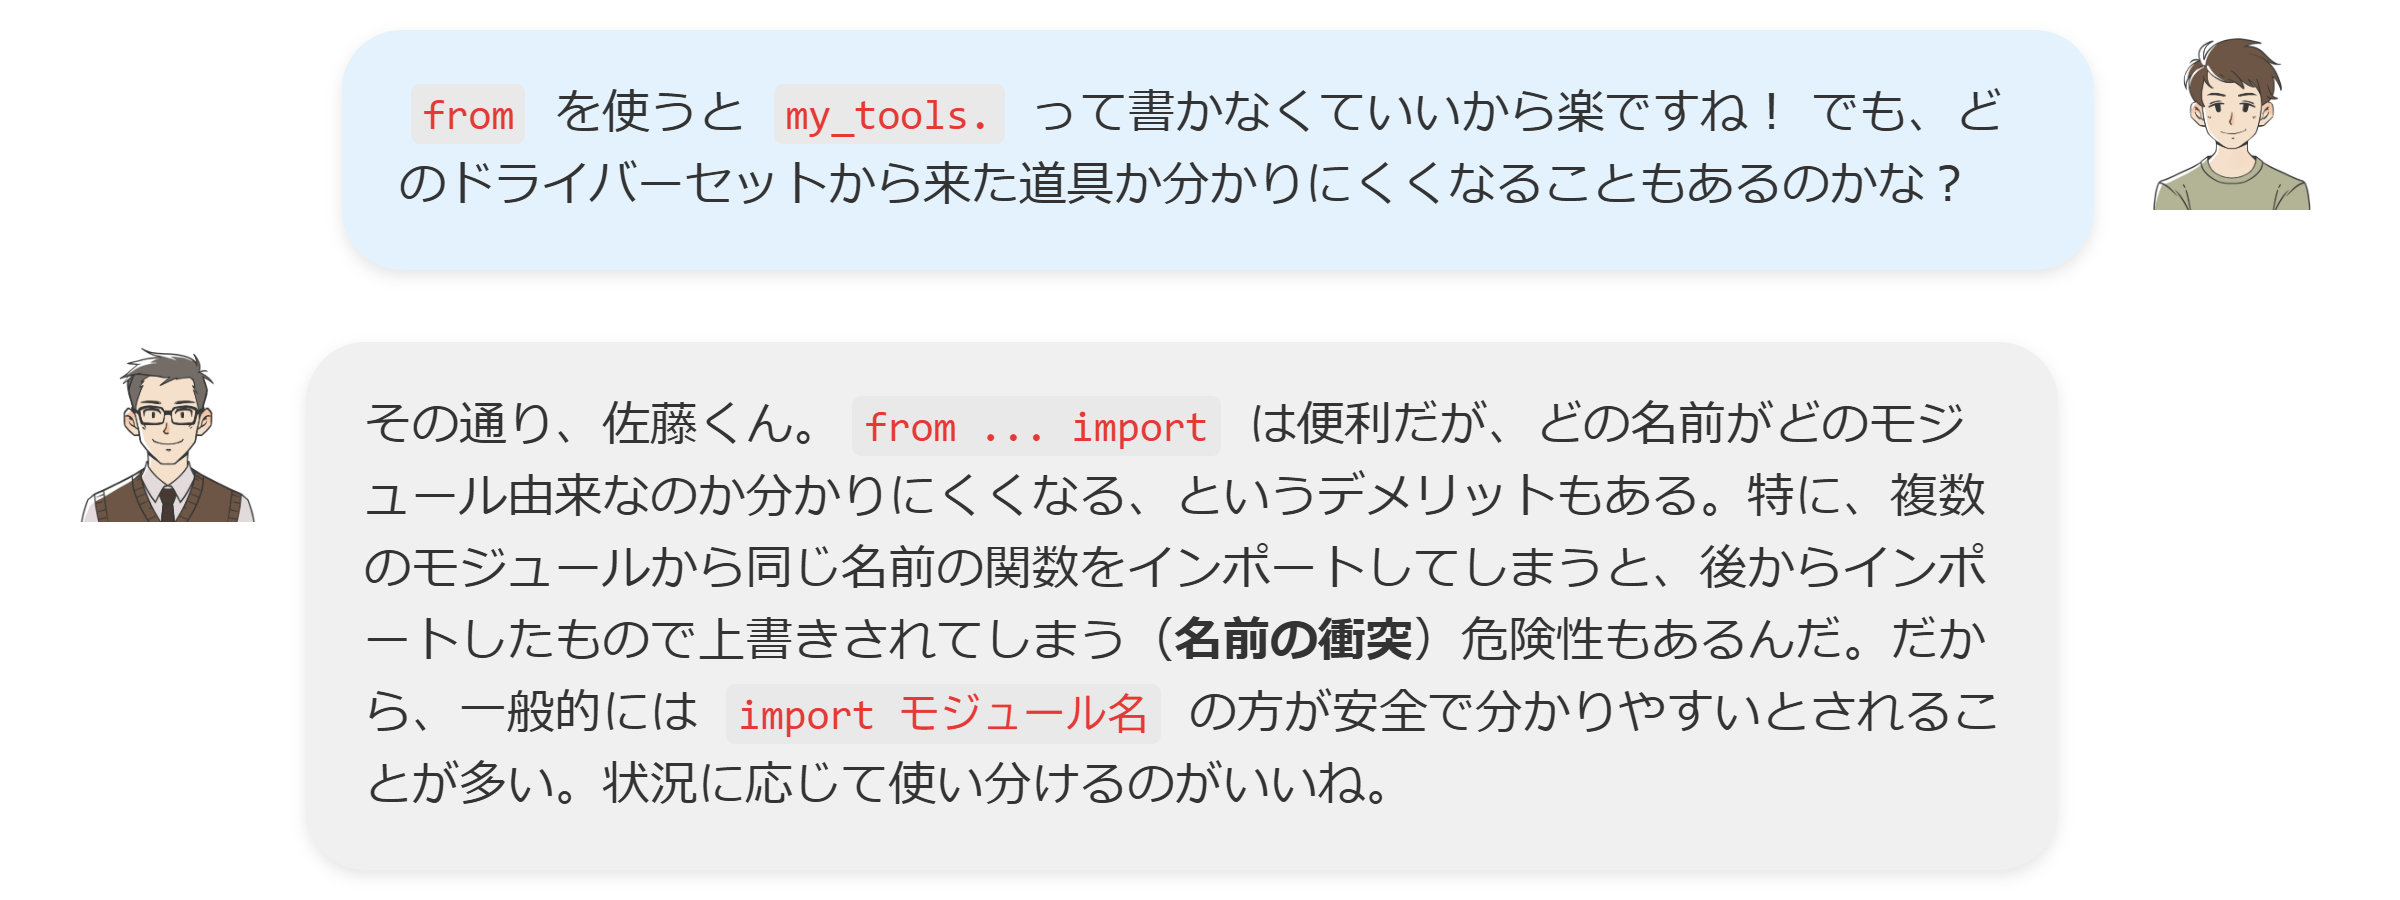 from を使うと my_tools. って書かなくていいから楽ですね！ でも、ど
のドライバーセットから来た道具か分かりにくくなることもあるのかな？
その通り、佐藤くん。 from ... import は便利だが、どの名前がどのモジ
ュール由来なのか分かりにくくなる、というデメリットもある。特に、複数
のモジュールから同じ名前の関数をインポートしてしまうと、後からインポ
ートしたもので上書きされてしまう（名前の衝突）危険性もあるんだ。だか
ら、一般的には import モジュール名 の方が安全で分かりやすいとされるこ
とが多い。状況に応じて使い分けるのがいいね。